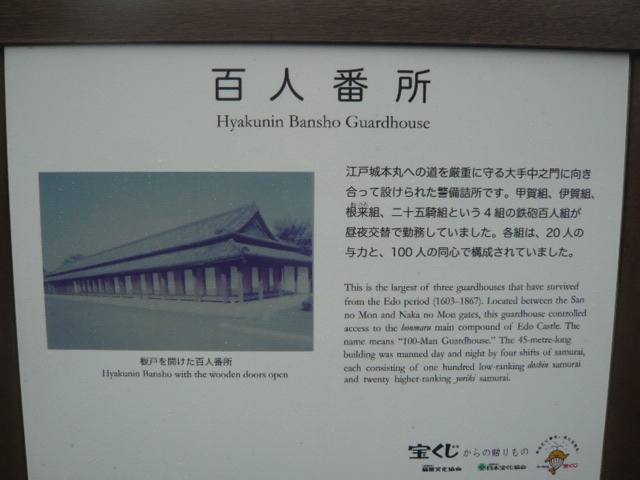 百人番所
Hyakunin Bansho Guardhouse
江戸城本丸への道を厳重に守る大手中之門に向き
合って設けられた警備詰所です。甲賀組、伊賀組、
根来組、二十五騎組という4組の鉄砲百人組が
昼夜交替で勤務していました。各組は、20人の
与力と、100人の同心で構成されていました。
This is the largest of three guardhouses that have survived
from the Edo period (1603–1867). Located between the San
no Mon and Naka no Mon gates, this guardhouse controlled
access to the honmaru main compound of Edo Castle. The
name means “100-Man Guardhouse.” The 45-metre-long
building was manned day and night by four shifts of samurai,
each consisting of one hundred low-ranking doshin samurai
and twenty higher-ranking yoriki samurai.
板戸を開けた百人番所
Hyakunin Bansho with the wooden doors open
宝くじからの贈りもの
日本宝くじ協会
宝くじ